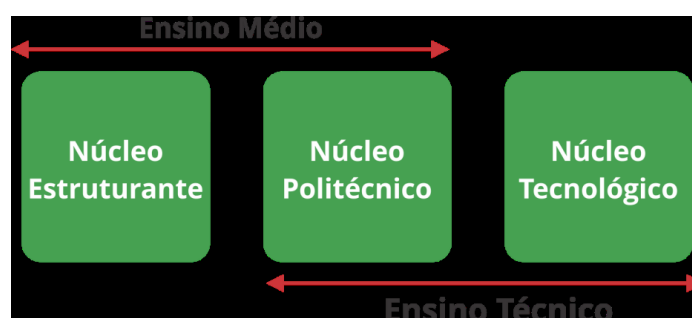 Ensino Médio
Núcleo
Estruturante
Núcleo
Politécnico
Núcleo
Tecnológico
Ensino Técnico